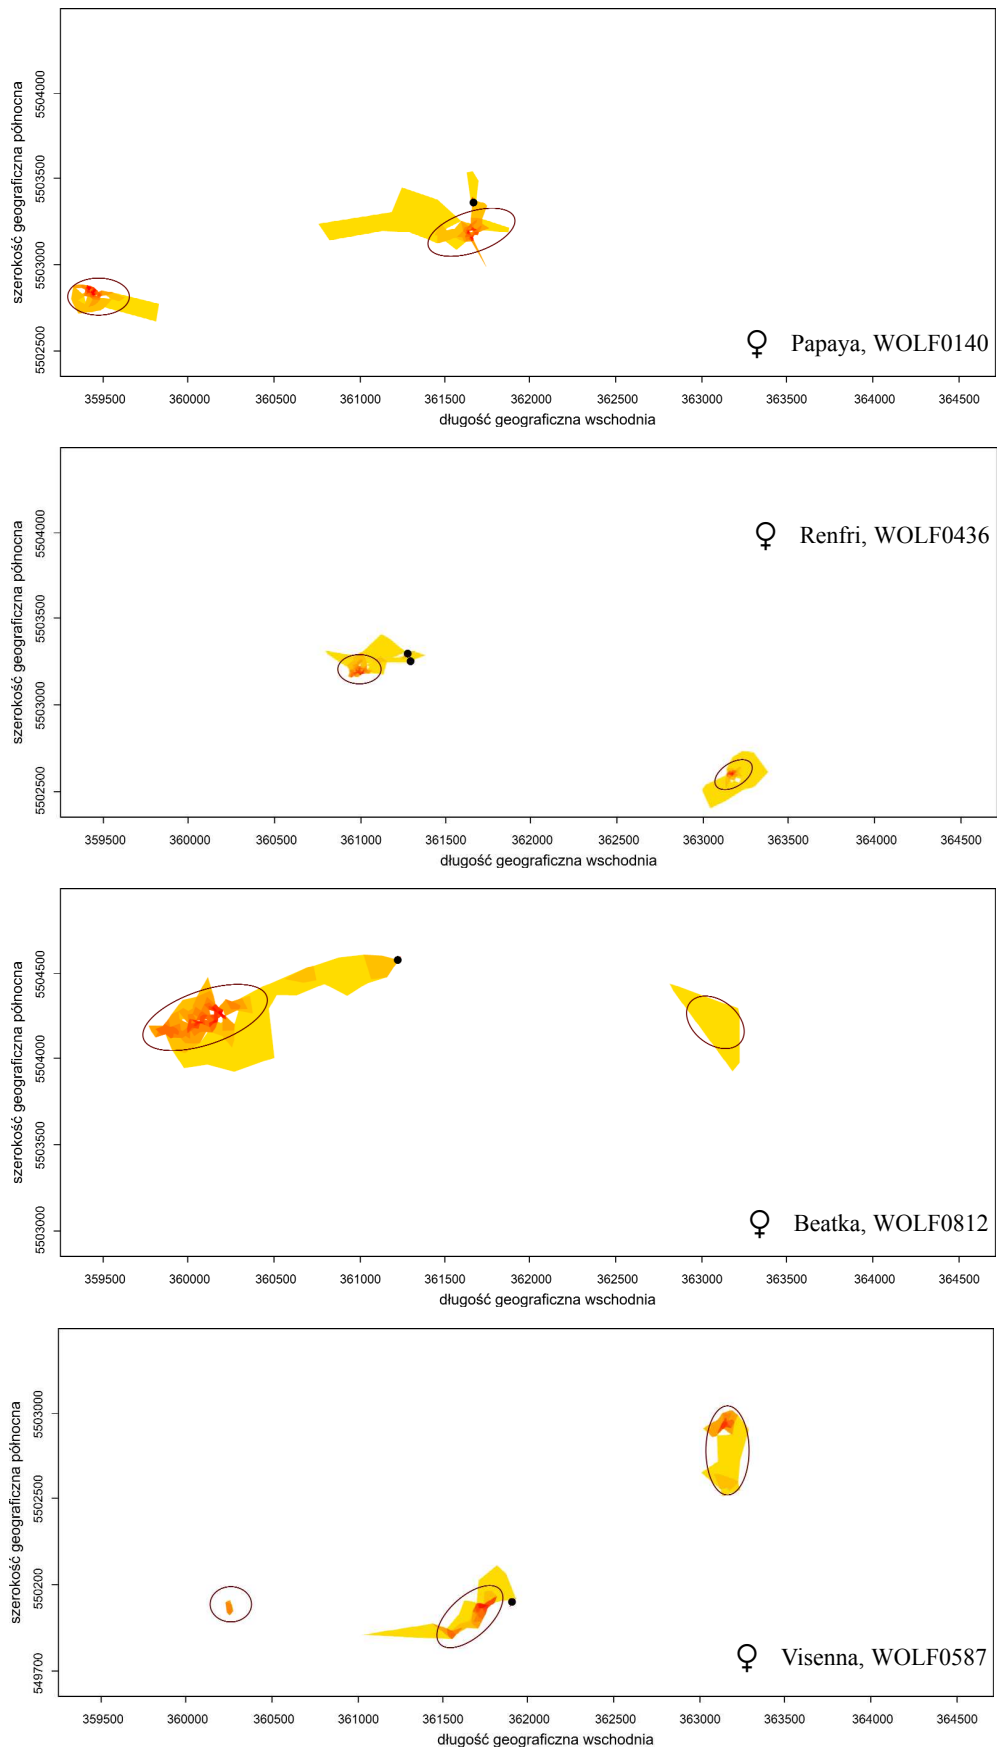 szerokość geograficzna północna
5504000
5503500
5503000
5502500
♀ Papaya, WOLF0140
359500 360000 360500 361000 361500 362000 362500 363000 363500 364000 364500
długość geograficzna wschodnia
szerokość geograficzna północna
5504000
5503500
5503000
5502500
♀ Renfri, WOLF0436
359500 360000 360500 361000 361500 362000 362500 363000 363500 364000 364500
długość geograficzna wschodnia
szerokość geograficzna północna
5504500
5504000
5503500
5503000
♀ Beatka, WOLF0812
359500 360000 360500 361000 361500 362000 362500 363000 363500 364000 364500
długość geograficzna wschodnia
szerokość geograficzna północna
5503000
5502500
550200
549700
♀ Visenna, WOLF0587
359500 360000 360500 361000 361500 362000 362500 363000 363500 364000 364500
długość geograficzna wschodnia